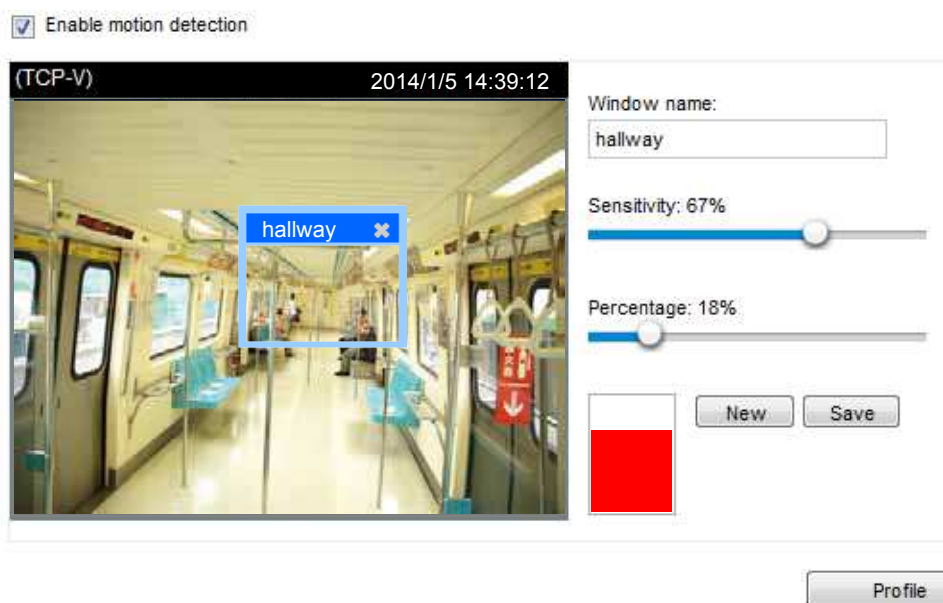 Enable motion detection
(TCP-V) 2014/1/5 14:39:12
Window name:
hallway
hallway
Sensitivity: 67%
Percentage: 18%
New Save
Profile